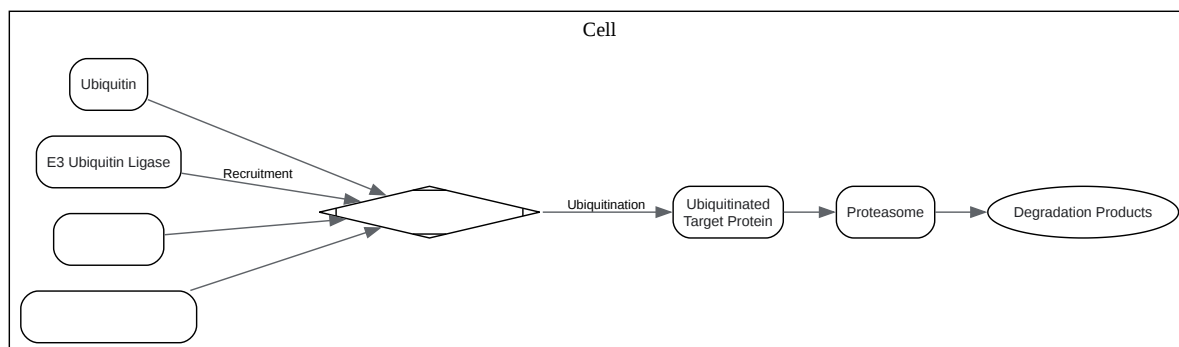 Cell
Ubiquitin
E3 Ubiquitin Ligase
Recruitment
Ubiquitination
Ubiquitinated
Target Protein
Proteasome
Degradation Products